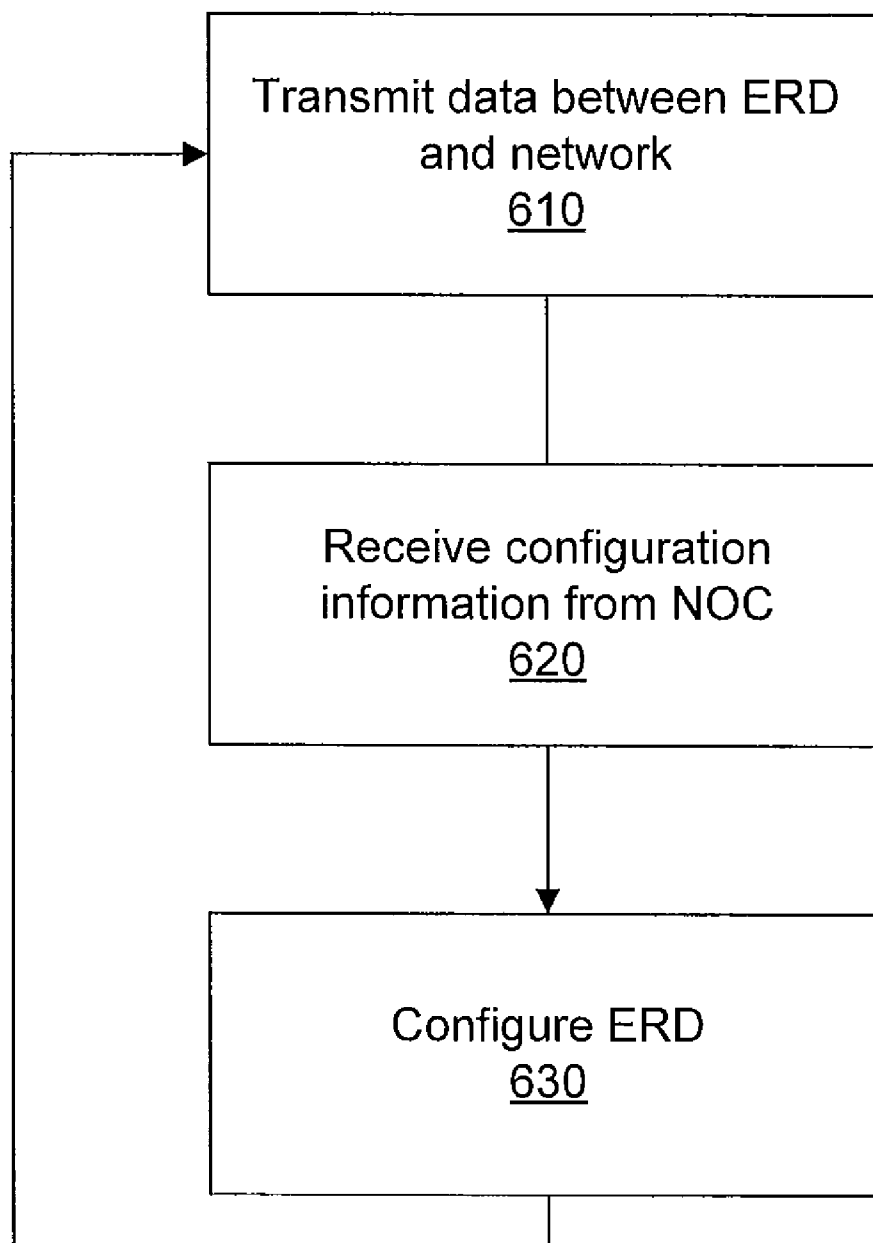 Transmit data between ERD
and network
610
Receive configuration
information from NOC
620
Configure ERD
630